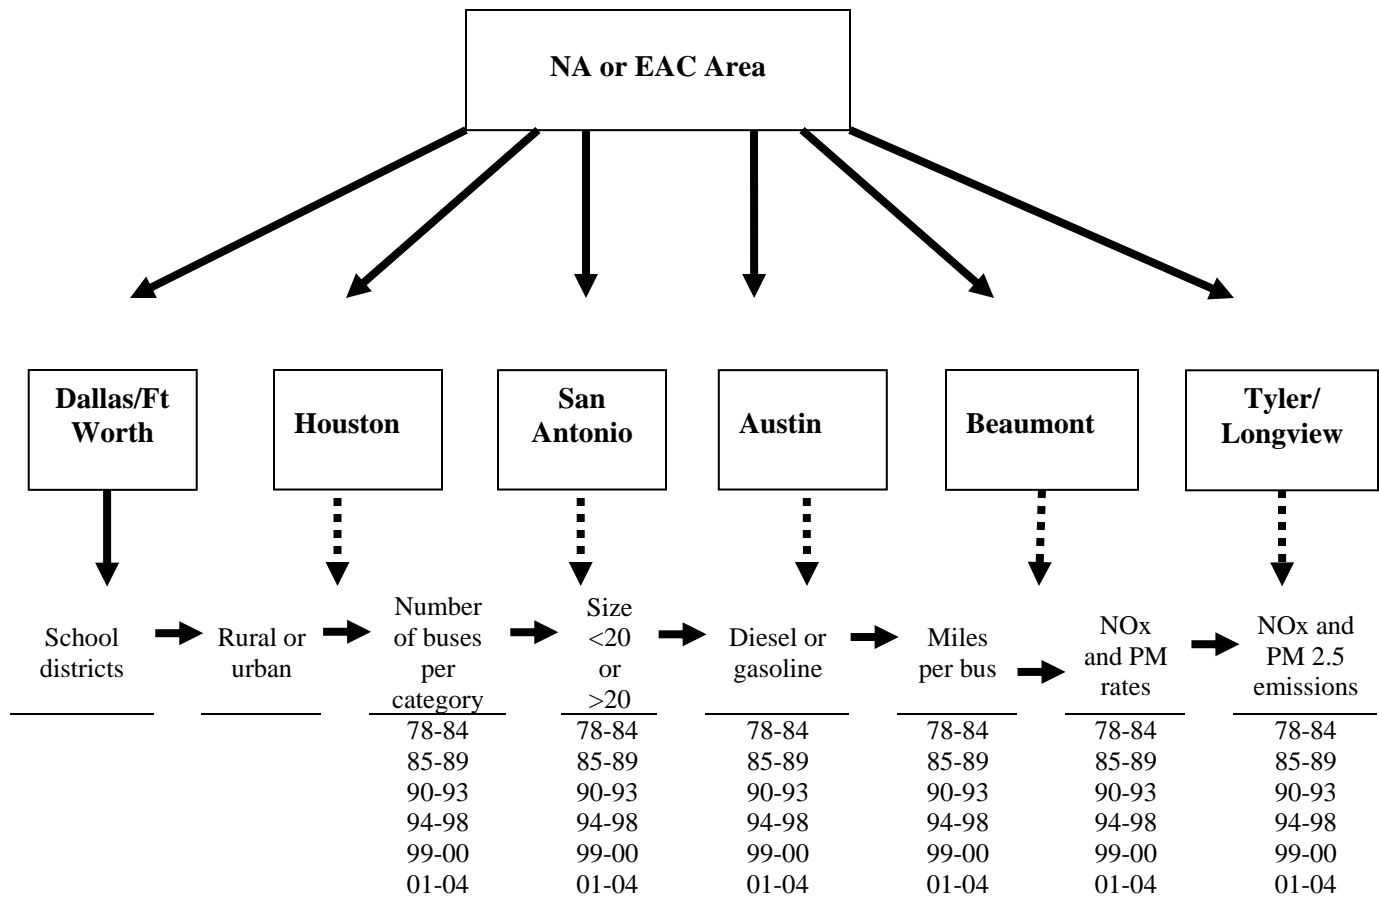 NA or EAC Area
Dallas/Ft
Worth
Houston
San
Antonio
Austin
Beaumont
Tyler/
Longview
School
districts
Rural or
urban
Number
of buses
per
category
Size
<20
or
>20
Diesel or
gasoline
Miles
per bus
NOx
and PM
rates
NOx and
PM 2.5
emissions
78-84
85-89
90-93
94-98
99-00
01-04
78-84
85-89
90-93
94-98
99-00
01-04
78-84
85-89
90-93
94-98
99-00
01-04
78-84
85-89
90-93
94-98
99-00
01-04
78-84
85-89
90-93
94-98
99-00
01-04
78-84
85-89
90-93
94-98
99-00
01-04